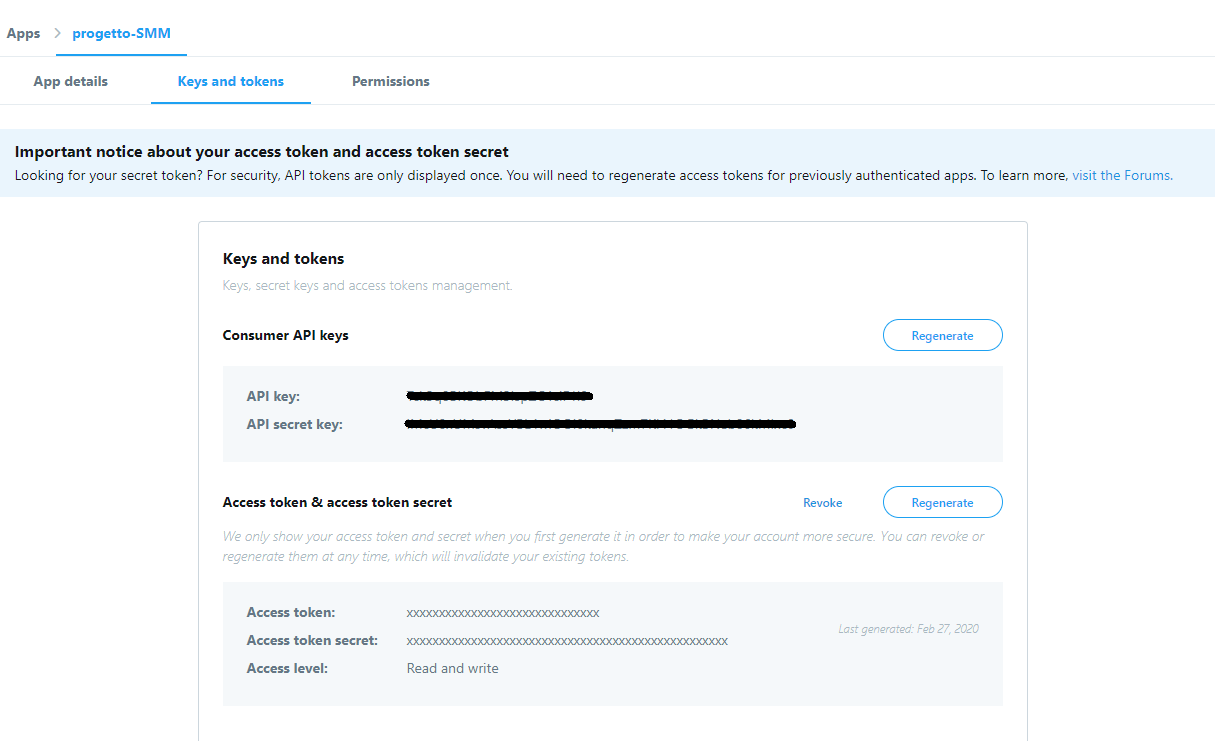 Apps > progetto-SMM
App details Keys and tokens Permissions
Important notice about your access token and access token secret
Looking for your secret token? For security, API tokens are only displayed once. You will need to regenerate access tokens for previously authenticated apps. To learn more, visit the Forums.
Keys and tokens
Keys, secret keys and access tokens management.
Consumer API keys Regenerate
API key:
API secret key:
Access token & access token secret Revoke Regenerate
We only show your access token and secret when you first generate it in order to make your account more secure. You can revoke or
regenerate them at any time, which will invalidate your existing tokens.
Access token: xxxxxxxxxxxxxxxxxxxxxxxxxxxxxx
Last generated: Feb 27, 2020
Access token secret: xxxxxxxxxxxxxxxxxxxxxxxxxxxxxxxxxxxxxxxxxxxxxxxxxx
Access level: Read and write